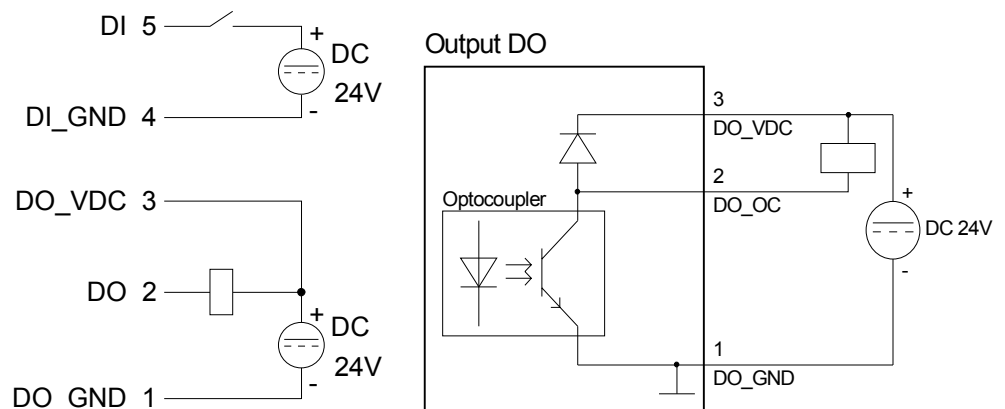 DI 5
+
DC
24V
-
DI_GND 4
DO_VDC 3
DO 2
+
DC
24V
-
DO_GND 1
Output DO
3
DO_VDC
2
DO_OC
Optocoupler
+
DC 24V
-
1
DO_GND